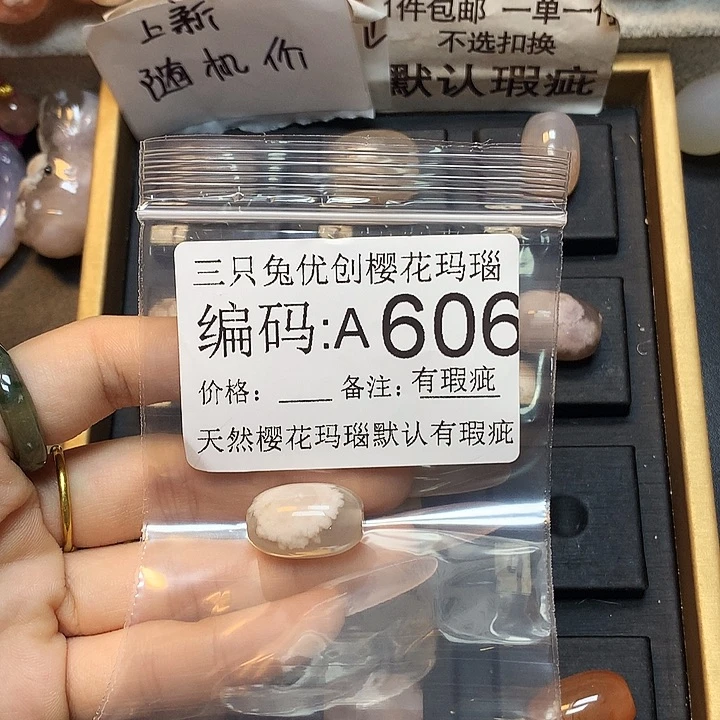 上新
随机价
1件包邮 一单一件
不选扣换
默认瑕疵
三只兔优创樱花玛瑙
编码:A606
价格: ____ 备注: 有瑕疵
天然樱花玛瑙默认有瑕疵